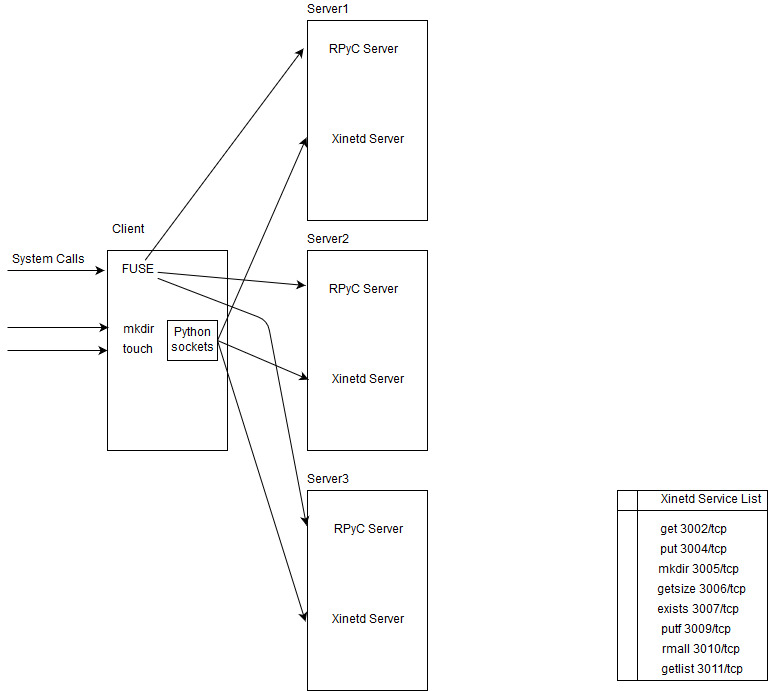 Server1
RPyC Server
Xinetd Server
Client
Server2
System Calls
FUSE
RPyC Server
mkdir
Python
sockets
touch
Xinetd Server
Server3
RPyC Server
Xinetd Server
Xinetd Service List
get 3002/tcp
put 3004/tcp
mkdir 3005/tcp
getsize 3006/tcp
exists 3007/tcp
putf 3009/tcp
rmall 3010/tcp
getlist 3011/tcp